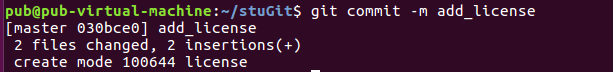 pub@pub-virtual-machine:~/stuGit$ git commit -m add_license
[master 030bce0] add_license
 2 files changed, 2 insertions(+)
 create mode 100644 license